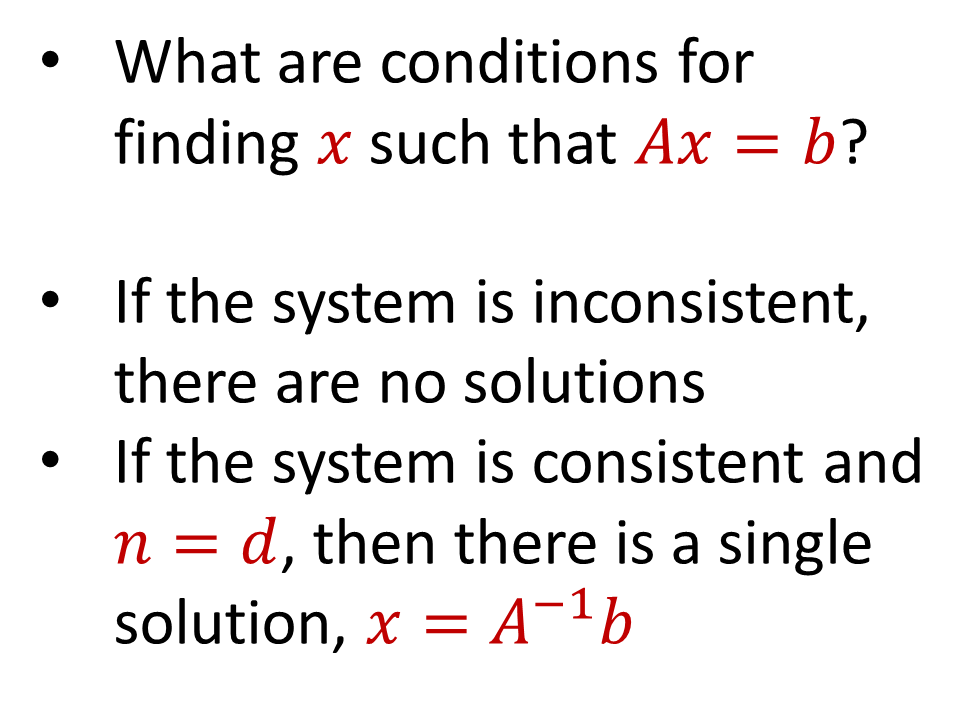 • What are conditions for
finding x such that Ax = b?
• If the system is inconsistent,
there are no solutions
• If the system is consistent and
n = d, then there is a single
solution, x = A⁻¹b